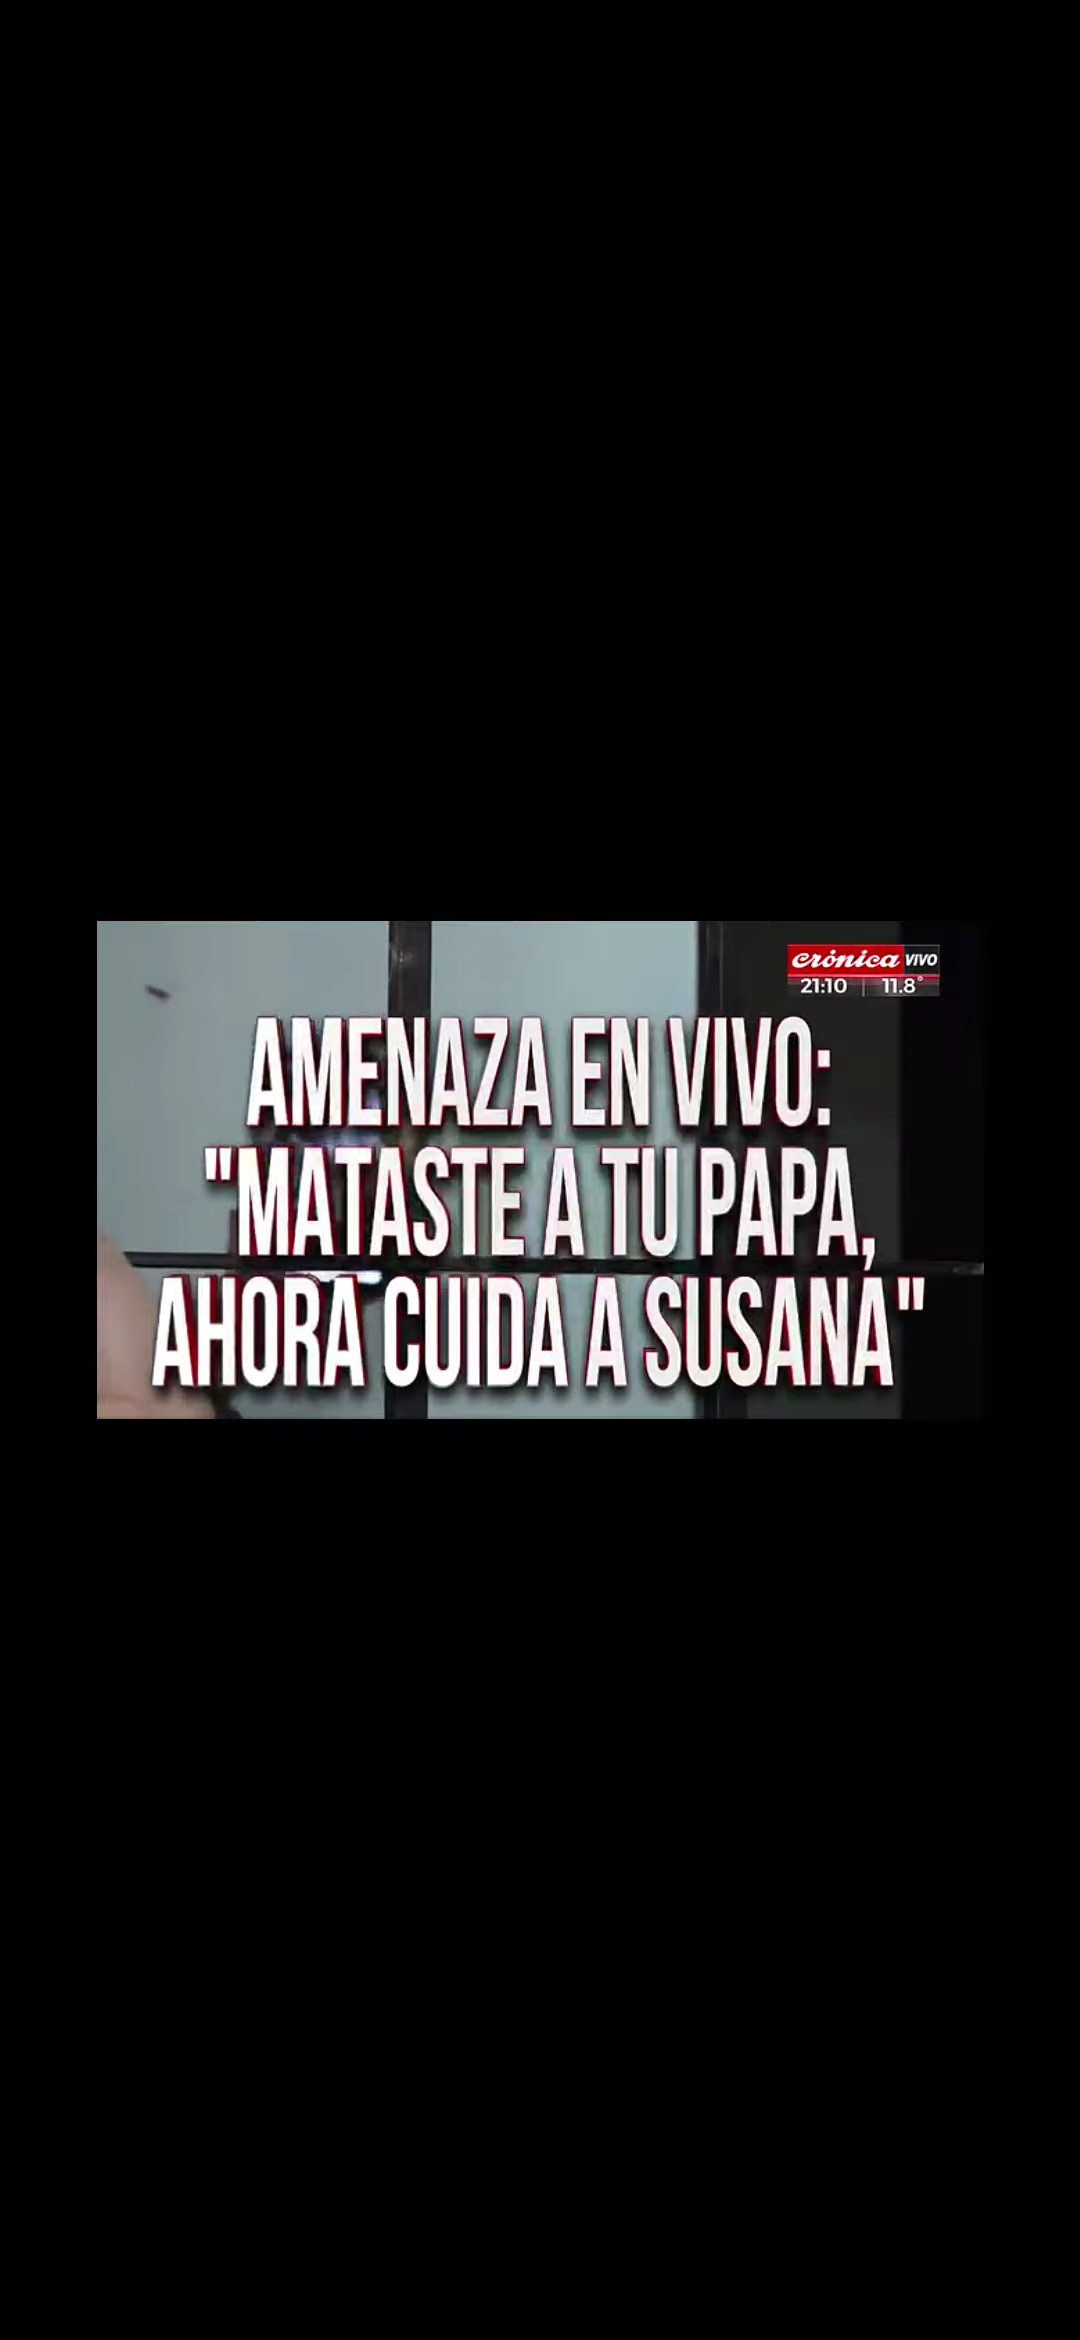 crónica VIVO
21:10 | 11.8°
AMENAZA EN VIVO:
"MATASTE A TU PAPA,
AHORA CUIDA A SUSANA"